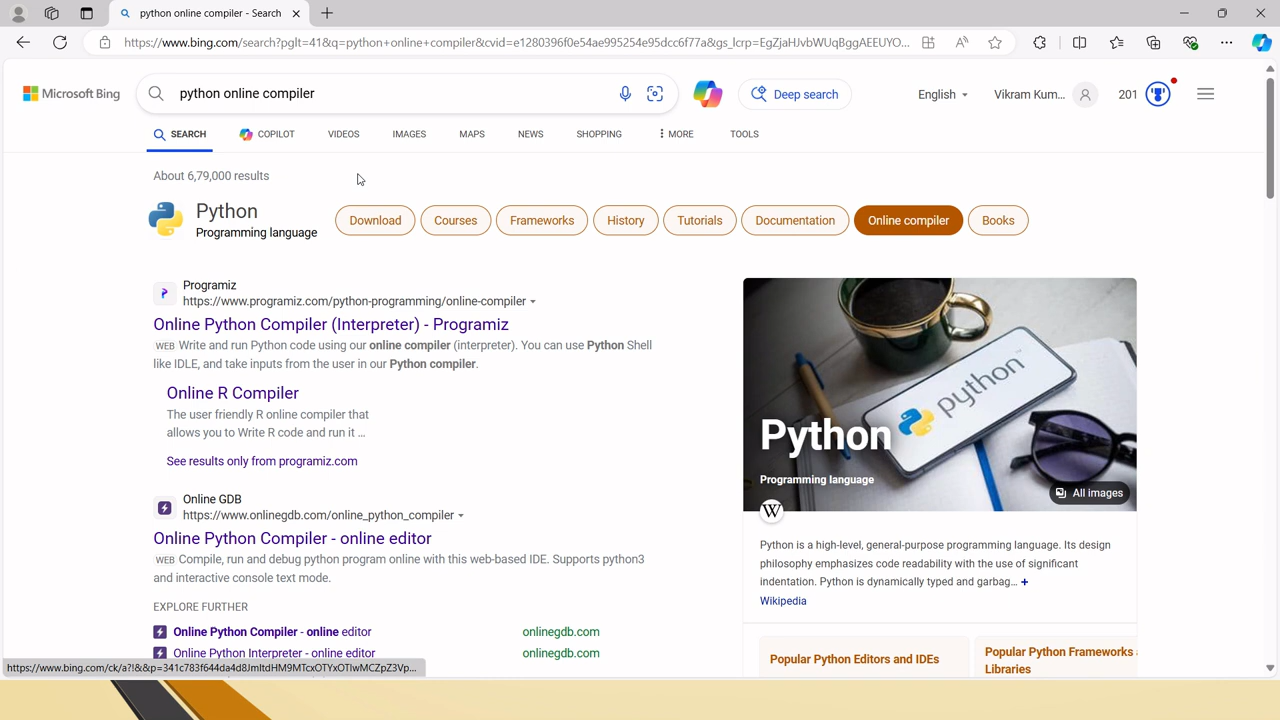 python online compiler - Search
https://www.bing.com/search?pglt=41&q=python+online+compiler&cvid=e1280396f0e54ae995254e95dcc6f77a&gs_lcrp=EgZjaHJvbWUqBggAEEUYO...
Microsoft Bing
python online compiler
Deep search
English
Vikram Kum...
201
SEARCH
COPILOT
VIDEOS
IMAGES
MAPS
NEWS
SHOPPING
MORE
TOOLS
About 6,79,000 results
Python
Programming language
Download
Courses
Frameworks
History
Tutorials
Documentation
Online compiler
Books
Programiz
https://www.programiz.com/python-programming/online-compiler
Online Python Compiler (Interpreter) - Programiz
WEB Write and run Python code using our online compiler (interpreter). You can use Python Shell
like IDLE, and take inputs from the user in our Python compiler.
Online R Compiler
The user friendly R online compiler that
allows you to Write R code and run it ...
See results only from programiz.com
Online GDB
https://www.onlinegdb.com/online_python_compiler
Online Python Compiler - online editor
WEB Compile, run and debug python program online with this web-based IDE. Supports python3
and interactive console text mode.
EXPLORE FURTHER
Online Python Compiler - online editor
onlinegdb.com
Online Python Interpreter - online editor
onlinegdb.com
https://www.bing.com/ck/a?!&&p=341c783f644da4d8JmltdHM9MTcxOTYxOTIwMCZpZ3Vp...
python
Python
Programming language
All images
W
Python is a high-level, general-purpose programming language. Its design
philosophy emphasizes code readability with the use of significant
indentation. Python is dynamically typed and garbag... +
Wikipedia
Popular Python Editors and IDEs
Popular Python Frameworks
Libraries